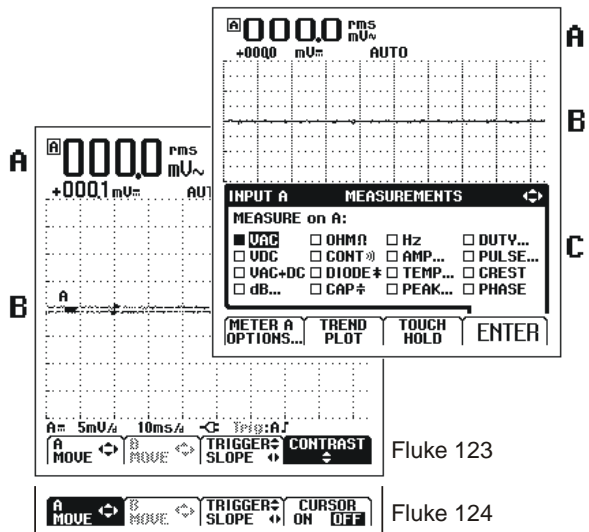 A 000.0 rms mV~
+000.0 mV⎓ AUTO
A
B
INPUT A MEASUREMENTS
MEASURE on A:
■ VAC □ OHMΩ □ Hz □ DUTY...
□ VDC □ CONT □ AMP... □ PULSE...
□ VAC+DC □ DIODE □ TEMP... □ CREST
□ dB... □ CAP □ PEAK... □ PHASE
C
METER A OPTIONS... TREND PLOT TOUCH HOLD ENTER
A 000.0 rms mV~
+000.1 mV⎓ AUT
A
A
B
A⎓ 5mV/d 10ms/d Trig:A
A MOVE B MOVE TRIGGER SLOPE CONTRAST
Fluke 123
A MOVE B MOVE TRIGGER SLOPE CURSOR ON OFF
Fluke 124